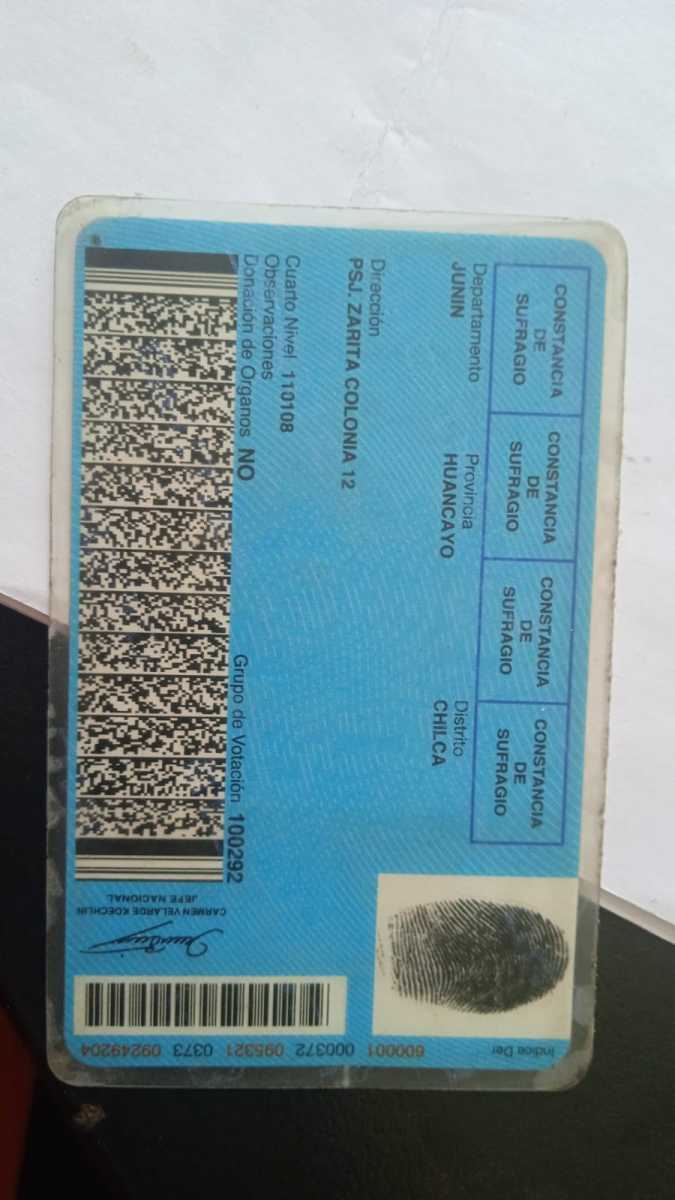 CONSTANCIA DE SUFRAGIO
CONSTANCIA DE SUFRAGIO
CONSTANCIA DE SUFRAGIO
CONSTANCIA DE SUFRAGIO
Departamento Provincia Distrito
JUNIN HUANCAYO CHILCA
Dirección
PSJ. ZARITA COLONIA 12
Cuarto Nivel 110108
Observaciones
Donación de Organos NO Grupo de Votación 100292
Indice Der
CARMEN VELARDE KOECHLIN
JEFE NACIONAL
600001 000372 095321 0373 09249204